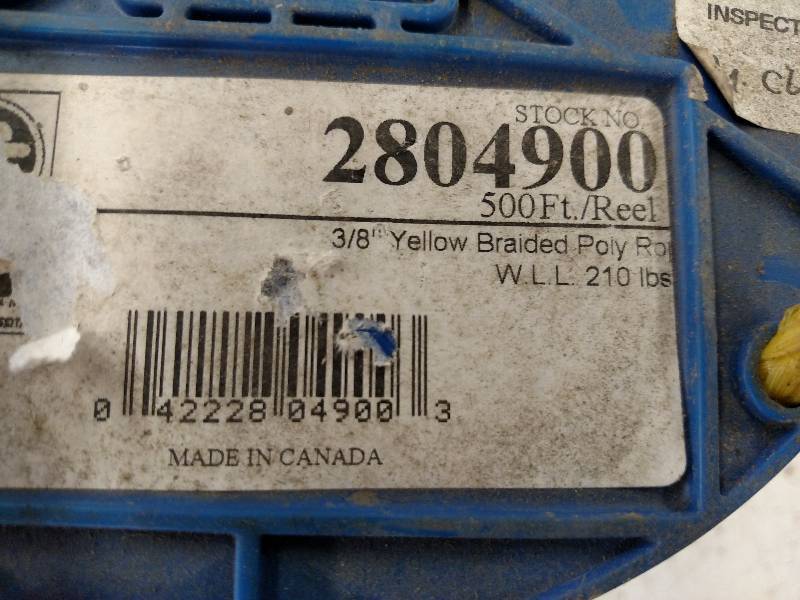 INSPECT
STOCK NO.
2804900
500Ft./Reel
3/8" Yellow Braided Poly Ro
W.L.L. 210 lbs
0 42228 04900 3
MADE IN CANADA